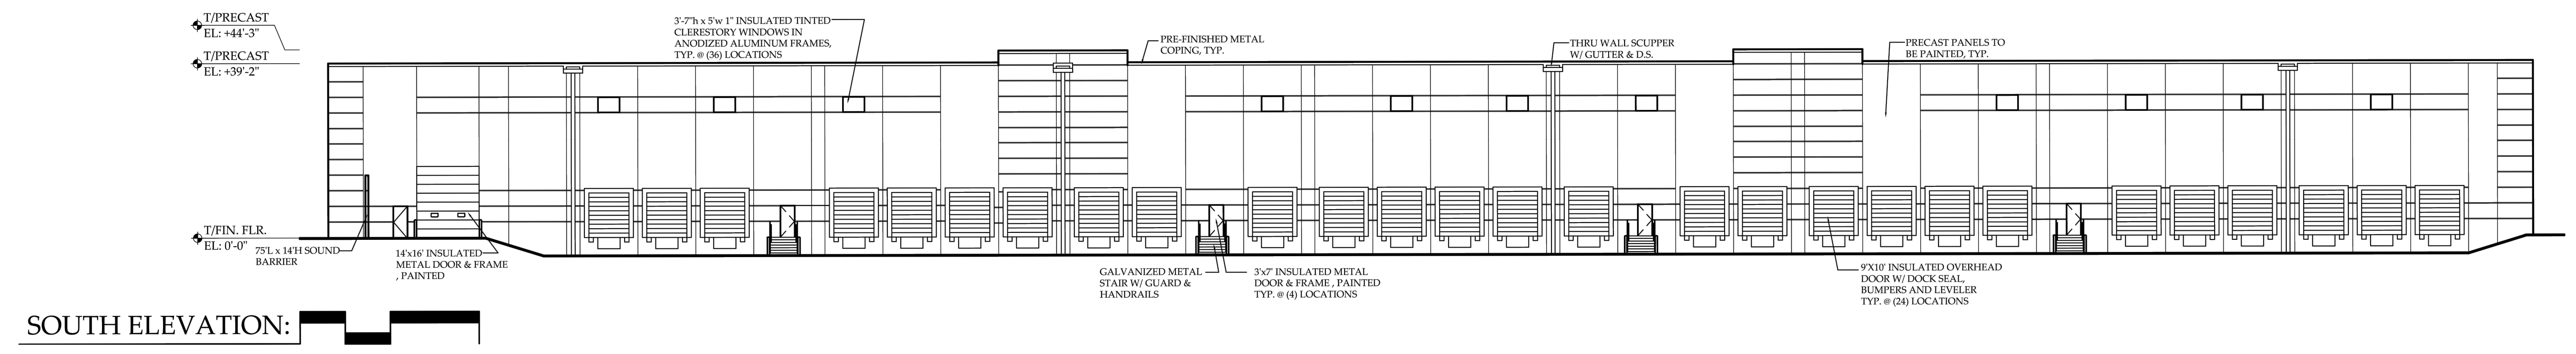 T/PRECAST
EL: +44'-3"
T/PRECAST
EL: +39'-2"
3'-7"h x 5'w 1" INSULATED TINTED
CLERESTORY WINDOWS IN
ANODIZED ALUMINUM FRAMES,
TYP. @ (36) LOCATIONS
PRE-FINISHED METAL
COPING, TYP.
THRU WALL SCUPPER
W/ GUTTER & D.S.
PRECAST PANELS TO
BE PAINTED, TYP.
T/FIN. FLR.
EL: 0'-0"
75'L x 14'H SOUND
BARRIER
14'x16' INSULATED
METAL DOOR & FRAME
, PAINTED
GALVANIZED METAL
STAIR W/ GUARD &
HANDRAILS
3'x7' INSULATED METAL
DOOR & FRAME , PAINTED
TYP. @ (4) LOCATIONS
9'X10' INSULATED OVERHEAD
DOOR W/ DOCK SEAL,
BUMPERS AND LEVELER
TYP. @ (24) LOCATIONS
SOUTH ELEVATION: